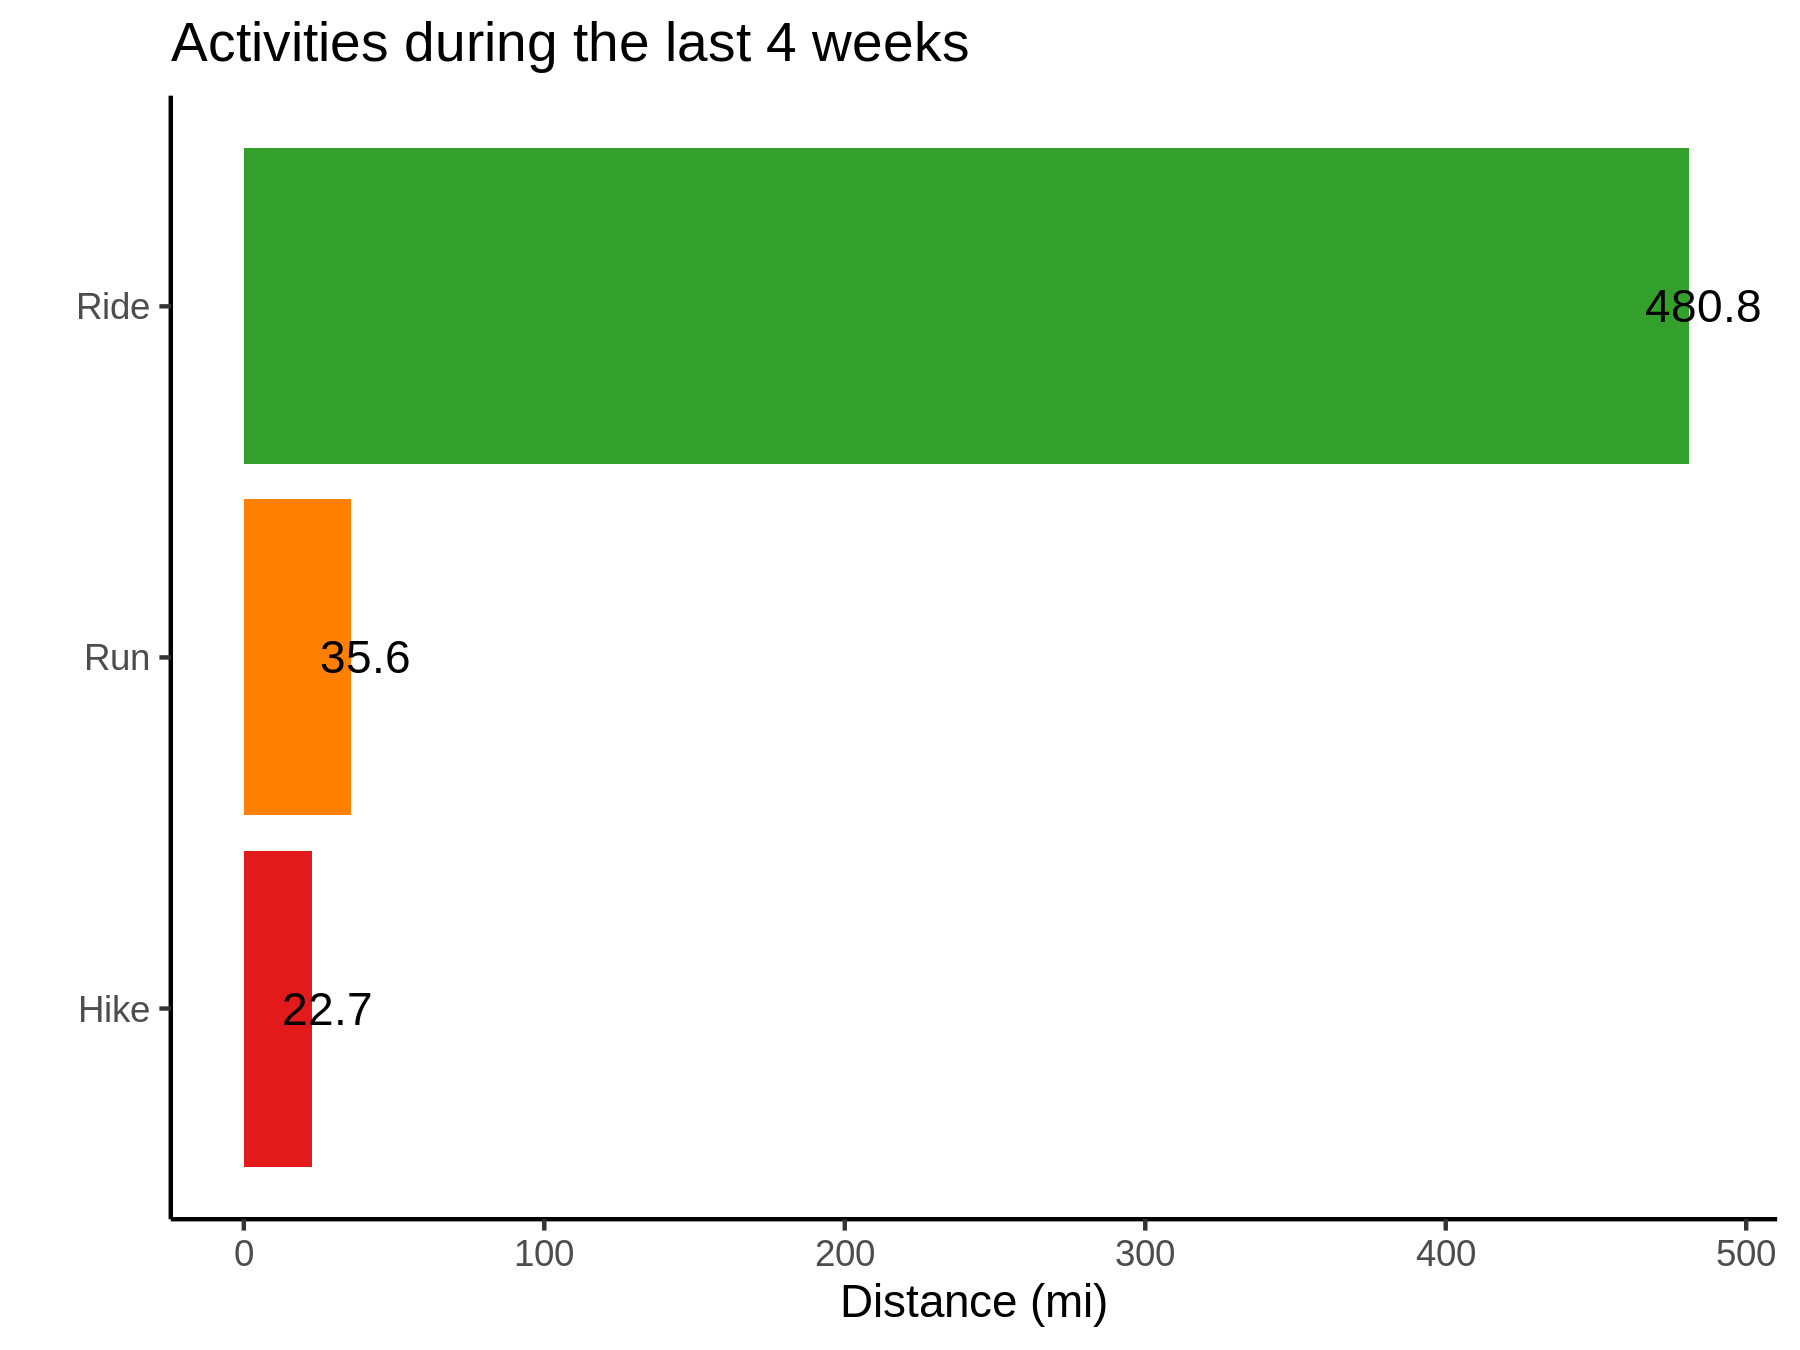 Activities during the last 4 weeks
Ride
480.8
Run
35.6
Hike
22.7
0 100 200 300 400 500
Distance (mi)